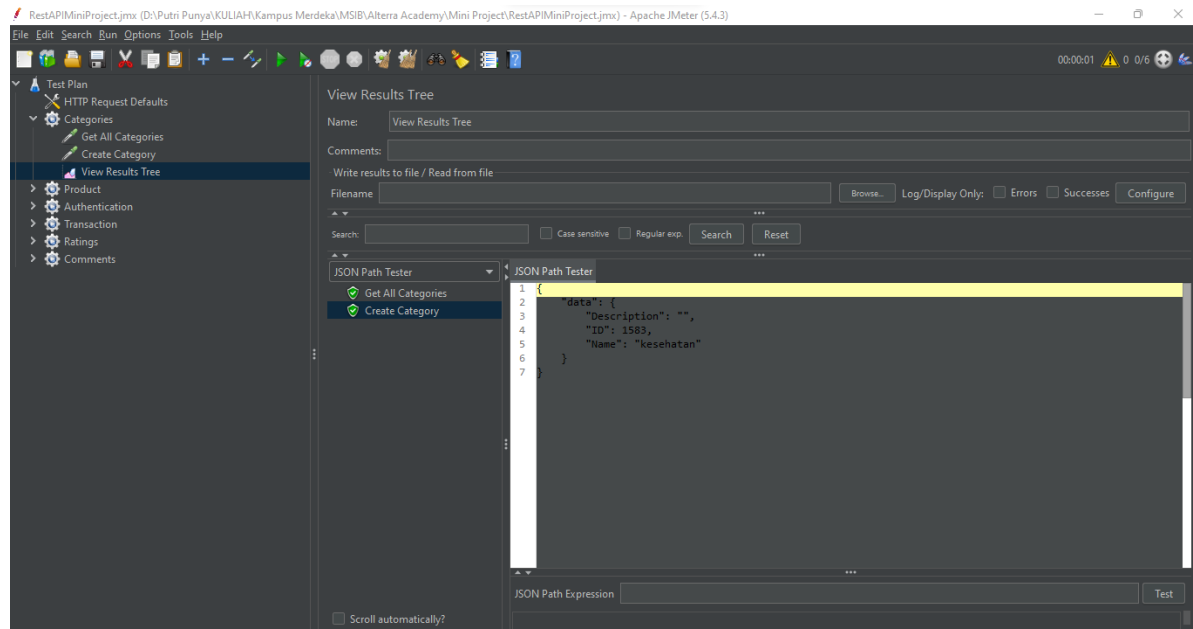 RestAPIMiniProject.jmx (D:\Putri Punya\KULIAH\Kampus Merdeka\MSIB\Alterra Academy\Mini Project\RestAPIMiniProject.jmx) - Apache JMeter (5.4.3)
File Edit Search Run Options Tools Help
00:00:01 0 0/6
Test Plan
HTTP Request Defaults
Categories
Get All Categories
Create Category
View Results Tree
Product
Authentication
Transaction
Ratings
Comments
View Results Tree
Name: View Results Tree
Comments:
Write results to file / Read from file
Filename Browse... Log/Display Only: Errors Successes Configure
Search: Case sensitive Regular exp. Search Reset
JSON Path Tester
Get All Categories
Create Category
Scroll automatically?
JSON Path Tester
1 {
2 "data": {
3 "Description": "",
4 "ID": 1583,
5 "Name": "kesehatan"
6 }
7 }
JSON Path Expression Test